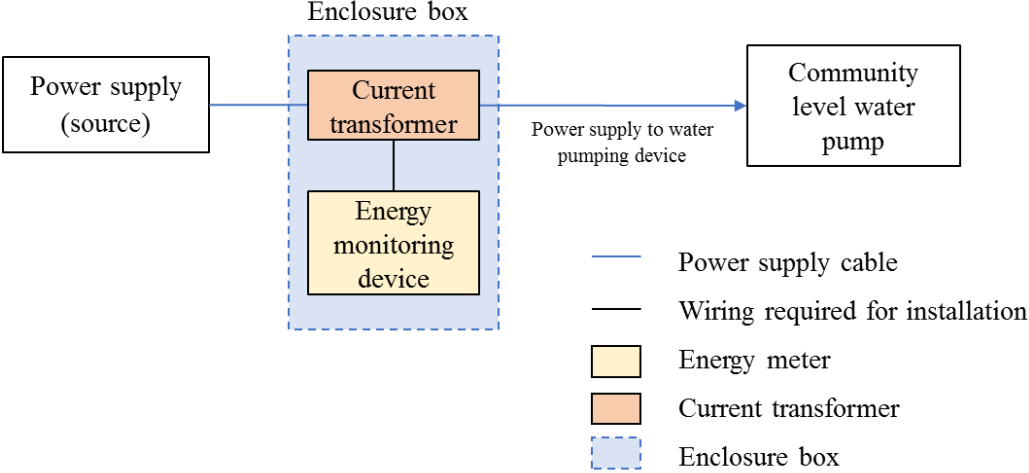 Enclosure box
Power supply
(source)
Current
transformer
Power supply to water
pumping device
Community
level water
pump
Energy
monitoring
device
Power supply cable
Wiring required for installation
Energy meter
Current transformer
Enclosure box